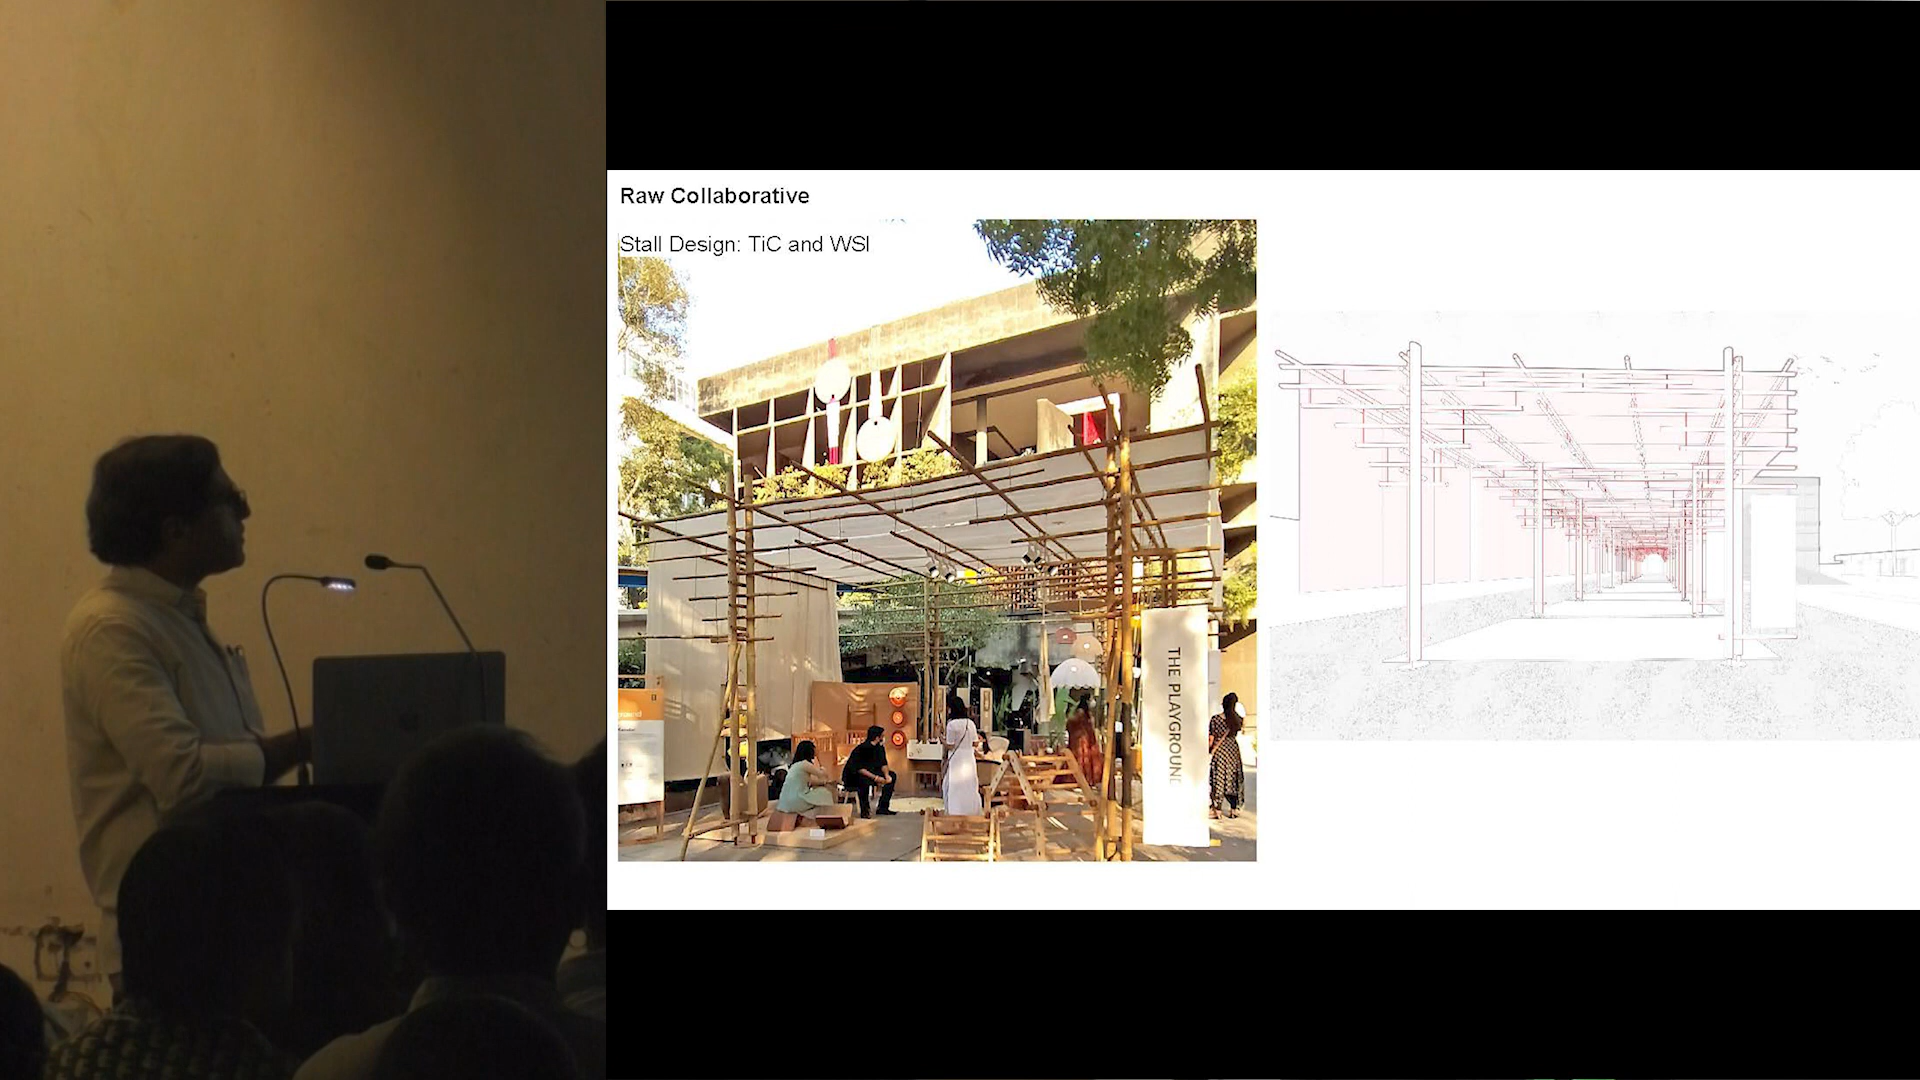 Raw Collaborative
Stall Design: TiC and WSI
THE PLAYGROUND